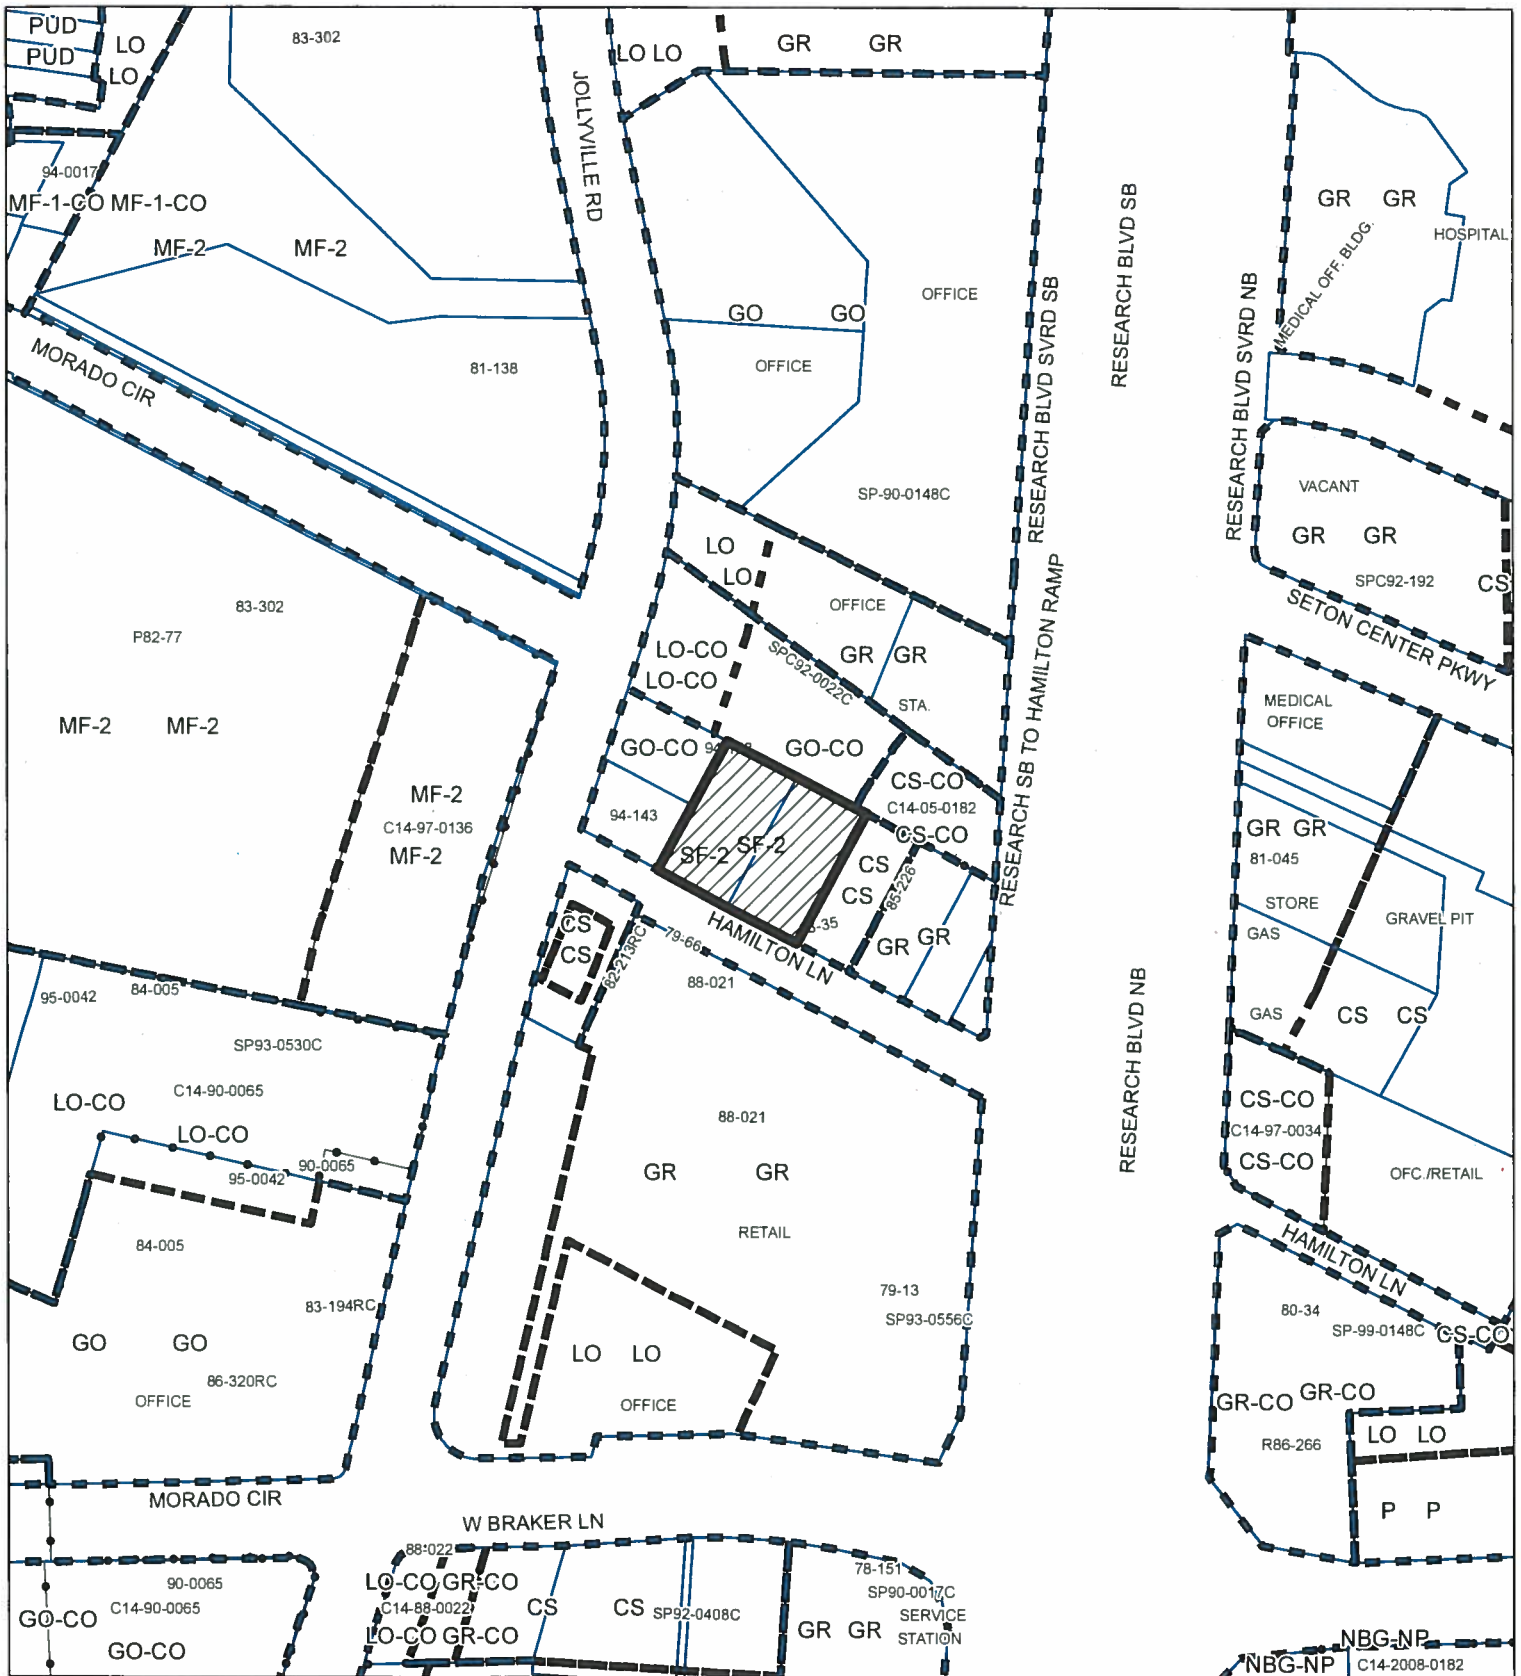 PUD
PUD
LO
LO
83-302
LO LO
GR GR
JOLLYVILLE RD
94-0017
MF-1-CO MF-1-CO
MF-2 MF-2
RESEARCH BLVD SB
GR GR
MEDICAL OFF. BLDG.
HOSPITAL
OFFICE
GO GO
OFFICE
81-138
MORADO CIR
RESEARCH BLVD SVRD SB
RESEARCH BLVD SVRD NB
SP-90-0148C
VACANT
GR GR
SPC92-192
CS
SETON CENTER PKWY
LO
LO
OFFICE
83-302
P82-77
LO-CO
LO-CO
SPC92-0022C
GR GR
STA.
RESEARCH SB TO HAMILTON RAMP
MF-2 MF-2
MEDICAL
OFFICE
GO-CO
GO-CO
CS-CO
C14-05-0182
CS-CO
MF-2
C14-97-0136
MF-2
94-143
SF-2 SF-2
CS
CS
85-226
GR GR
81-045
STORE
GRAVEL PIT
GAS
GAS
CS CS
CS
CS
82-213RC
79-66
HAMILTON LN
-35
GR GR
88-021
95-0042
84-005
SP93-0530C
C14-90-0065
LO-CO
LO-CO
90-0065
95-0042
88-021
GR GR
RETAIL
RESEARCH BLVD NB
CS-CO
C14-97-0034
CS-CO
OFC./RETAIL
HAMILTON LN
84-005
83-194RC
79-13
SP93-0556C
80-34
SP-99-0148C
CS-CO
GO GO
86-320RC
OFFICE
LO LO
OFFICE
GR-CO GR-CO
R86-266
LO LO
P P
MORADO CIR
W BRAKER LN
88-022
90-0065
C14-90-0065
GO-CO
GO-CO
LO-CO GR-CO
C14-88-0022
LO-CO GR-CO
CS CS
SP92-0408C
78-151
SP90-0017C
SERVICE
STATION
GR GR
NBG-NP
NBG-NP
C14-2008-0182